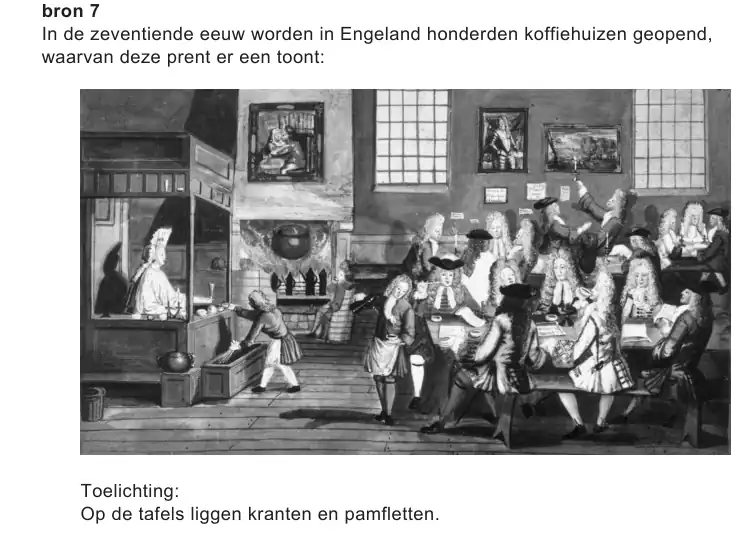 bron 7
In de zeventiende eeuw worden in Engeland honderden koffiehuizen geopend,
waarvan deze prent er een toont:
Toelichting:
Op de tafels liggen kranten en pamfletten.